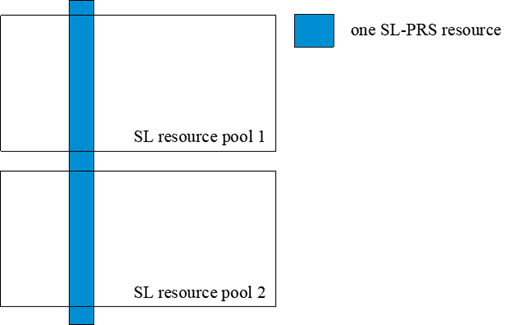 one SL-PRS resource
SL resource pool 1
SL resource pool 2